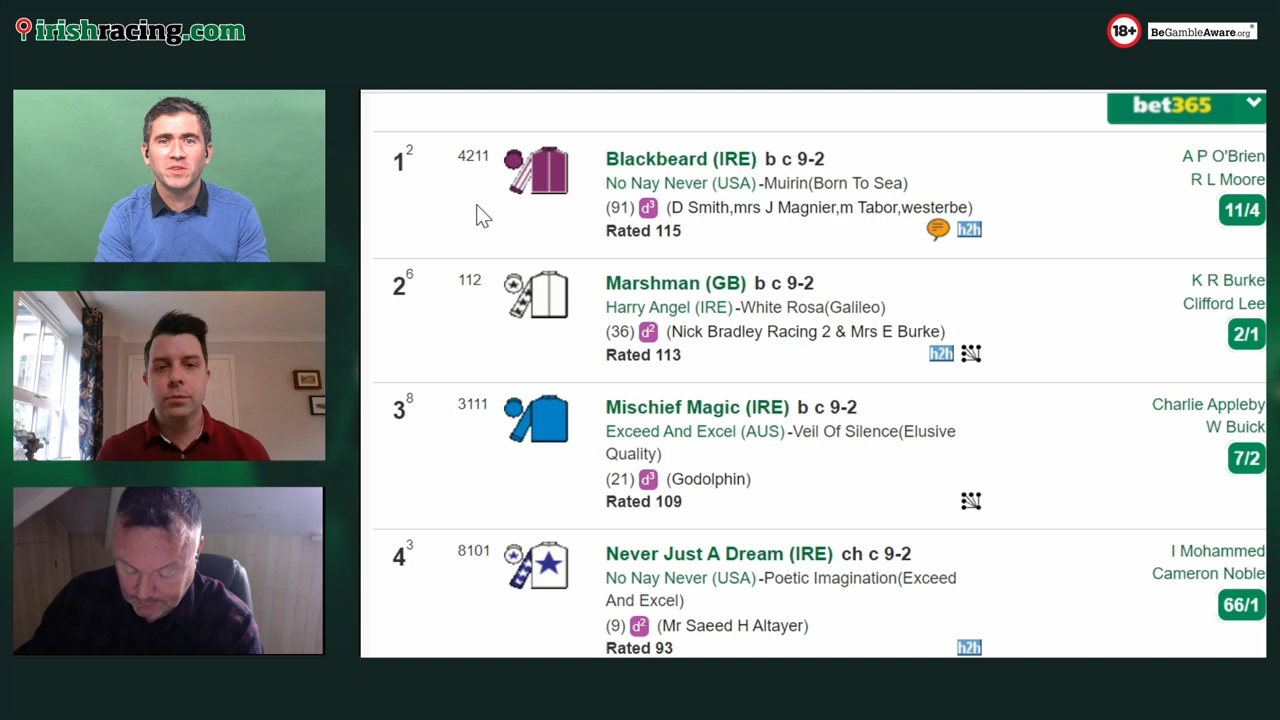 irishracing.com
18+
BeGambleAware.org®
bet365
1 2
4211
Blackbeard (IRE) b c 9-2
No Nay Never (USA) -Muirin(Born To Sea)
(91) d3 (D Smith,mrs J Magnier,m Tabor,westerbe)
Rated 115
h2h
A P O'Brien
R L Moore
11/4
2 6
112
Marshman (GB) b c 9-2
Harry Angel (IRE) -White Rosa(Galileo)
(36) d2 (Nick Bradley Racing 2 & Mrs E Burke)
Rated 113
h2h
K R Burke
Clifford Lee
2/1
3 8
3111
Mischief Magic (IRE) b c 9-2
Exceed And Excel (AUS) -Veil Of Silence(Elusive
Quality)
(21) d3 (Godolphin)
Rated 109
Charlie Appleby
W Buick
7/2
4 3
8101
Never Just A Dream (IRE) ch c 9-2
No Nay Never (USA) -Poetic Imagination(Exceed
And Excel)
(9) d2 (Mr Saeed H Altayer)
Rated 93
h2h
I Mohammed
Cameron Noble
66/1